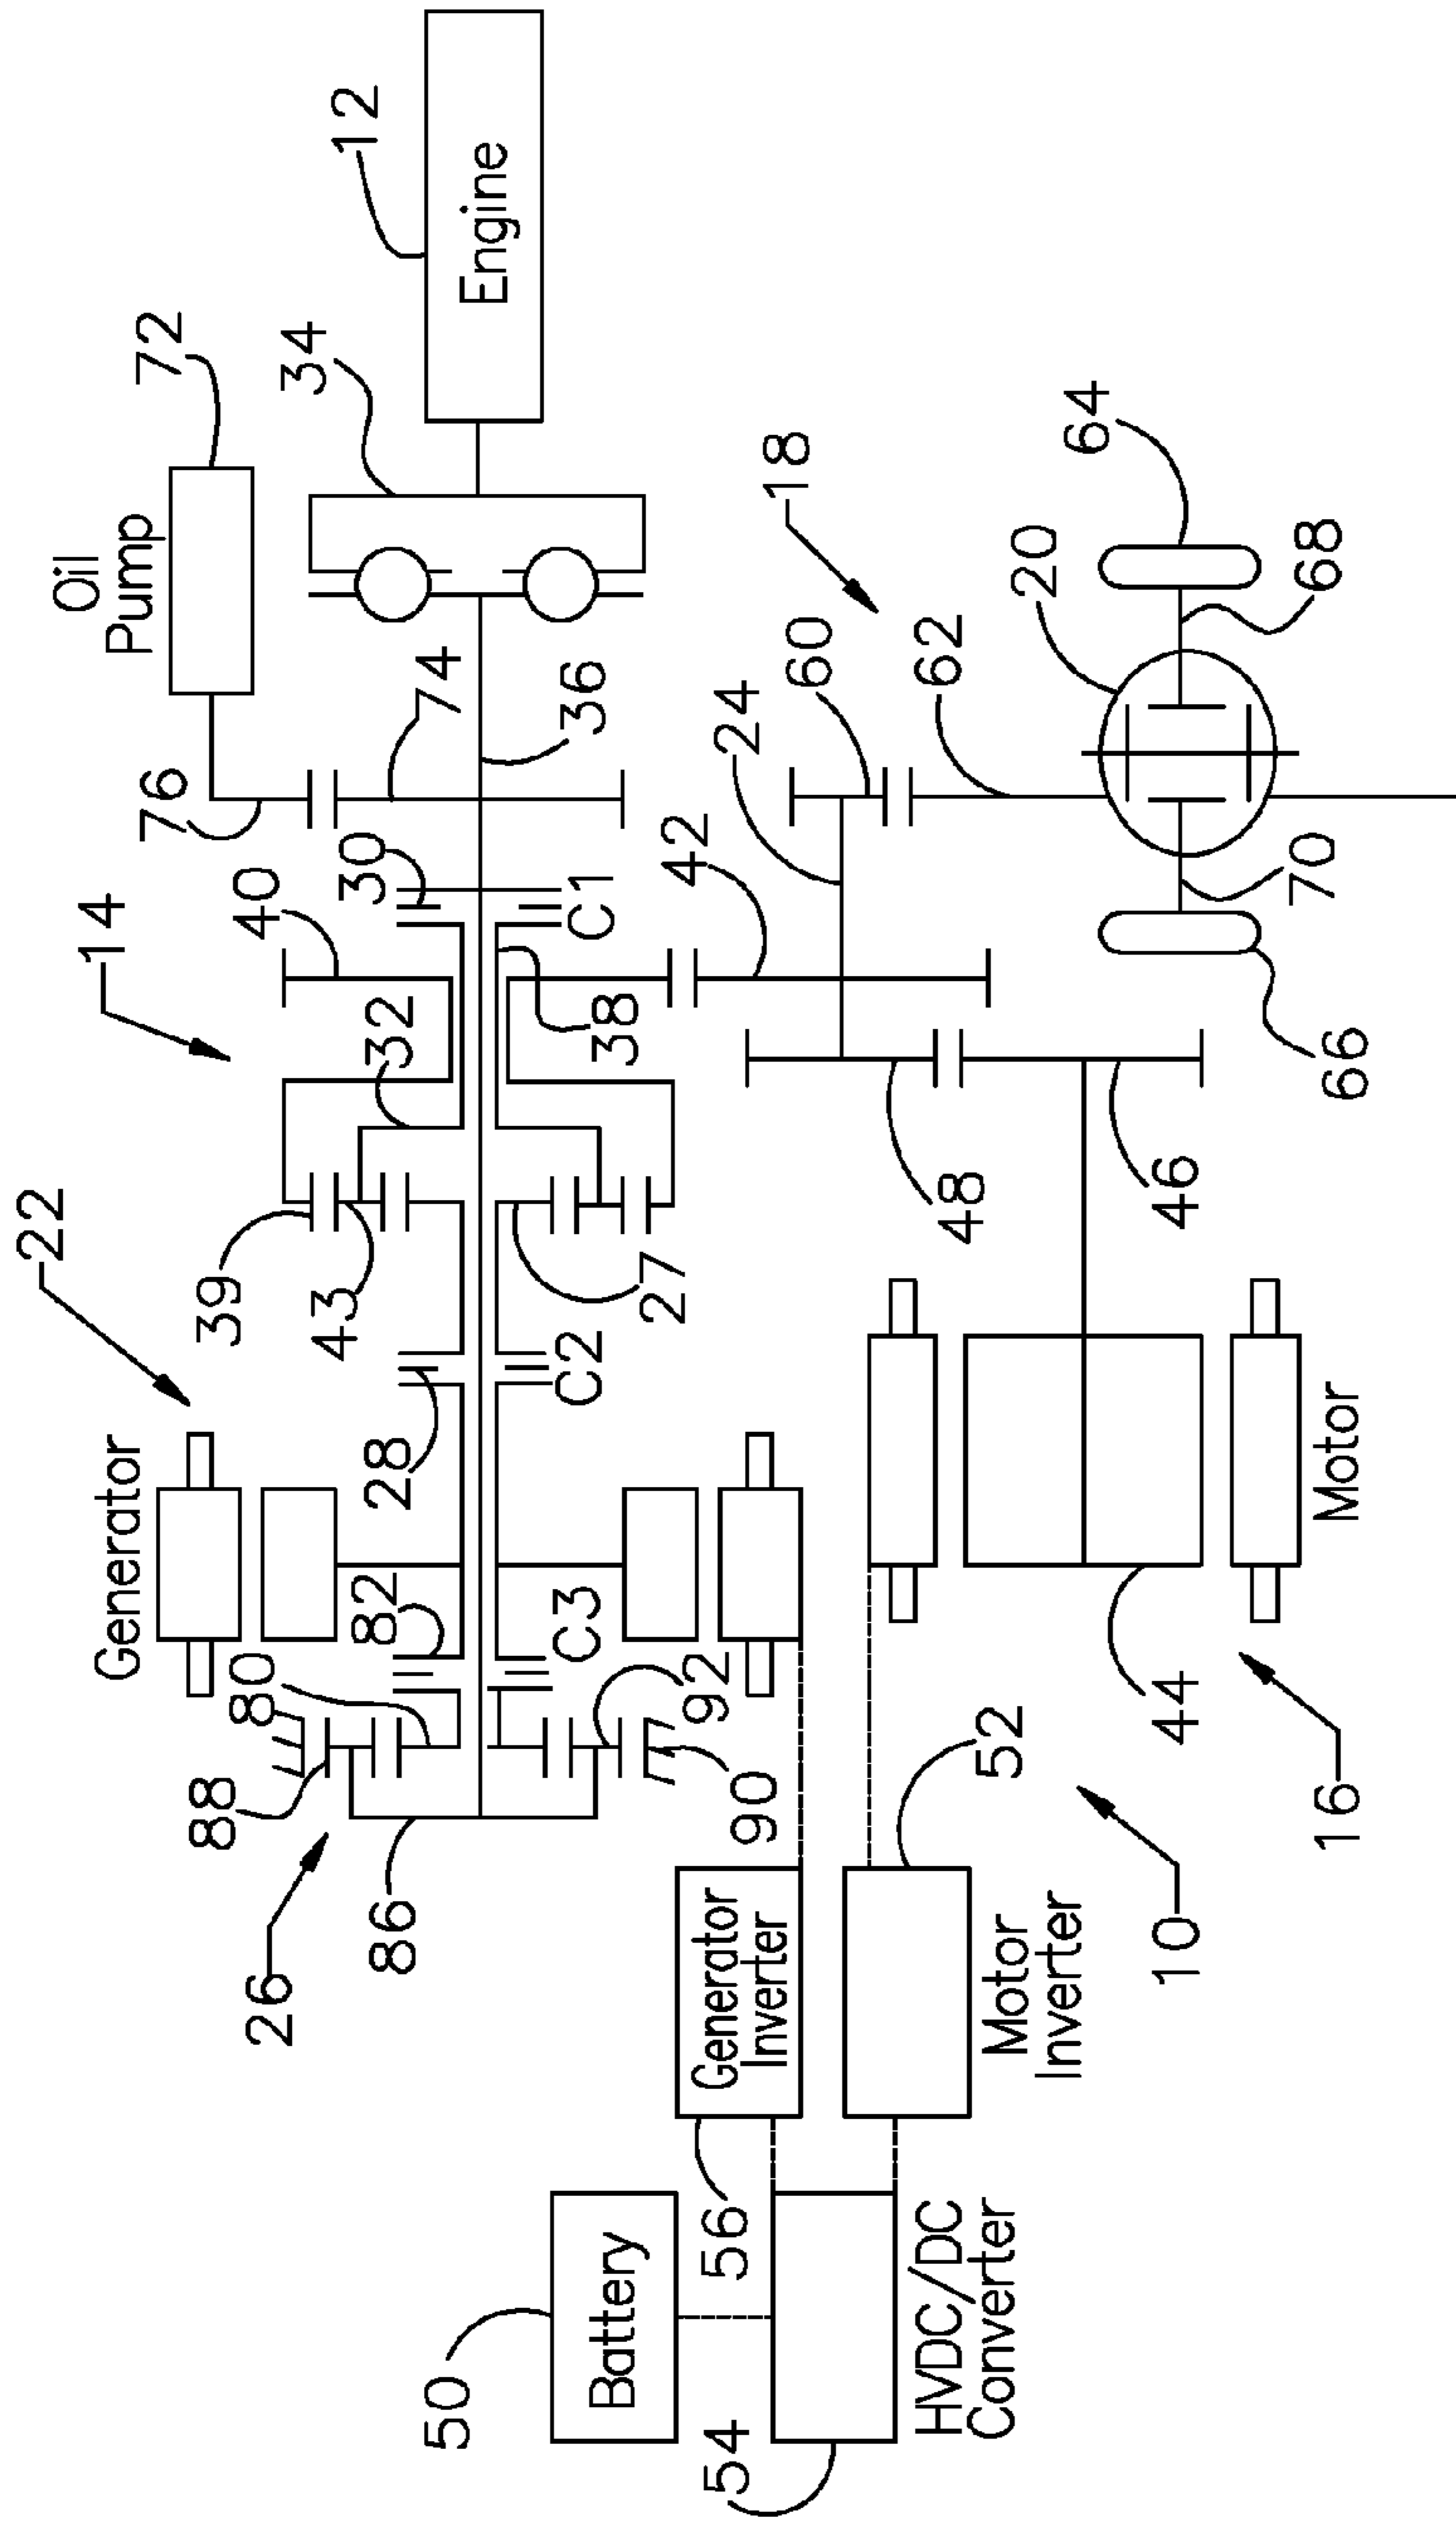 22
14
Oil
Pump
72
12
Generator
39
43
40
32
76
30
74
34
Engine
28
C2
27
38
C1
36
26
88
80
82
C3
92
90
86
24
42
60
18
62
20
64
68
70
66
48
46
50
Battery
56
Generator
Inverter
52
44
Motor
16
10
Motor
Inverter
54
HVDC/DC
Converter